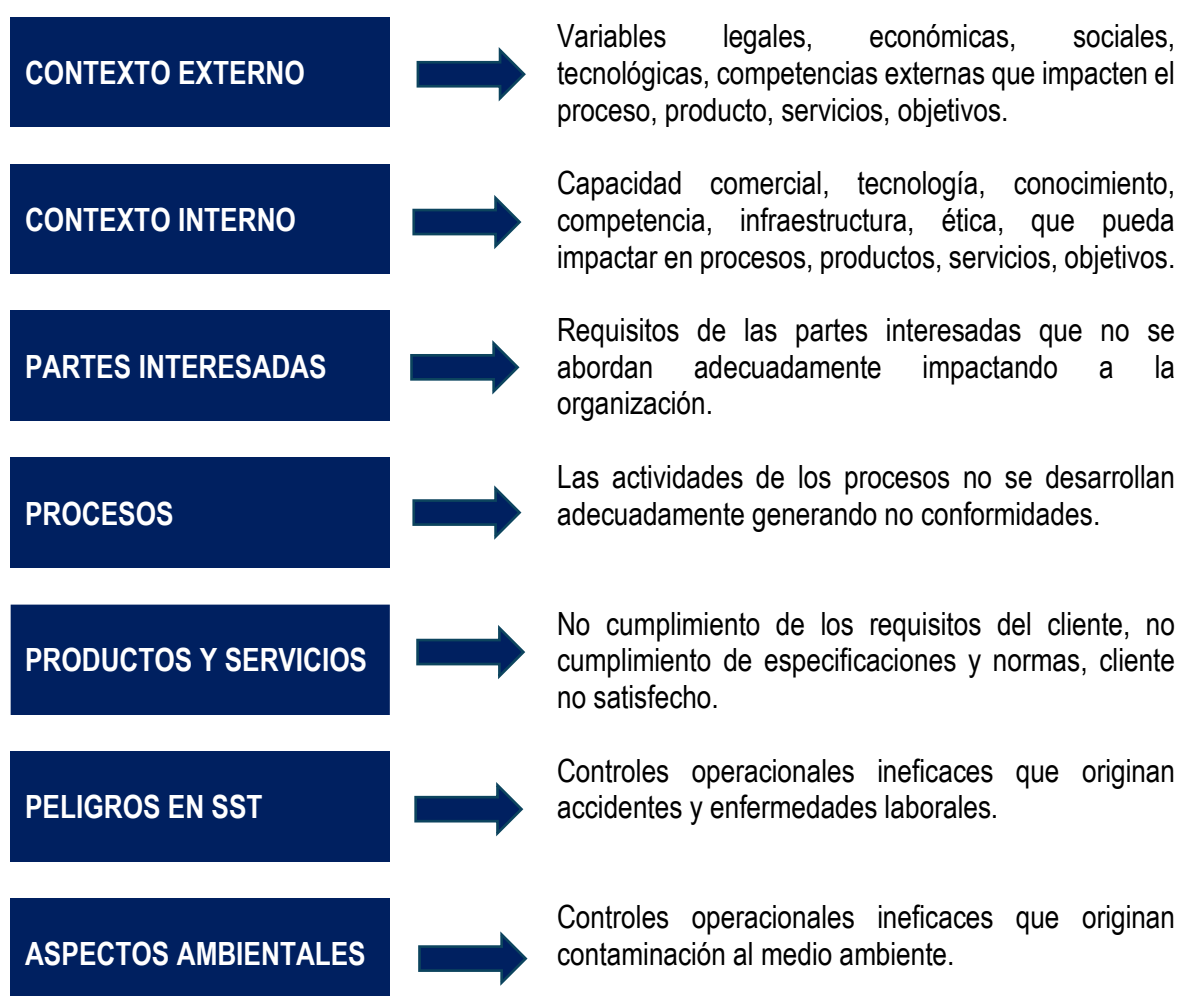 CONTEXTO EXTERNO
Variables legales, económicas, sociales,
tecnológicas, competencias externas que impacten el
proceso, producto, servicios, objetivos.
CONTEXTO INTERNO
Capacidad comercial, tecnología, conocimiento,
competencia, infraestructura, ética, que pueda
impactar en procesos, productos, servicios, objetivos.
PARTES INTERESADAS
Requisitos de las partes interesadas que no se
abordan adecuadamente impactando a la
organización.
PROCESOS
Las actividades de los procesos no se desarrollan
adecuadamente generando no conformidades.
PRODUCTOS Y SERVICIOS
No cumplimiento de los requisitos del cliente, no
cumplimiento de especificaciones y normas, cliente
no satisfecho.
PELIGROS EN SST
Controles operacionales ineficaces que originan
accidentes y enfermedades laborales.
ASPECTOS AMBIENTALES
Controles operacionales ineficaces que originan
contaminación al medio ambiente.